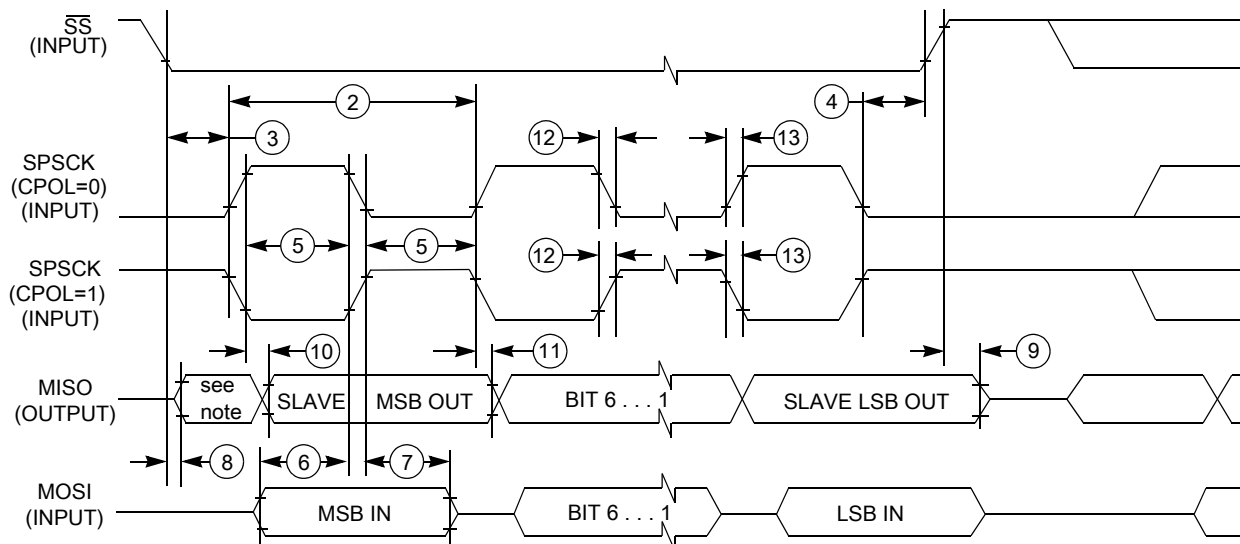 SS
(INPUT)
2
4
3
12
13
SPSCK
(CPOL=0)
(INPUT)
5
5
SPSCK
(CPOL=1)
(INPUT)
12
13
10
11
9
MISO
(OUTPUT)
see
note
SLAVE
MSB OUT
BIT 6 . . . 1
SLAVE LSB OUT
8
6
7
MOSI
(INPUT)
MSB IN
BIT 6 . . . 1
LSB IN